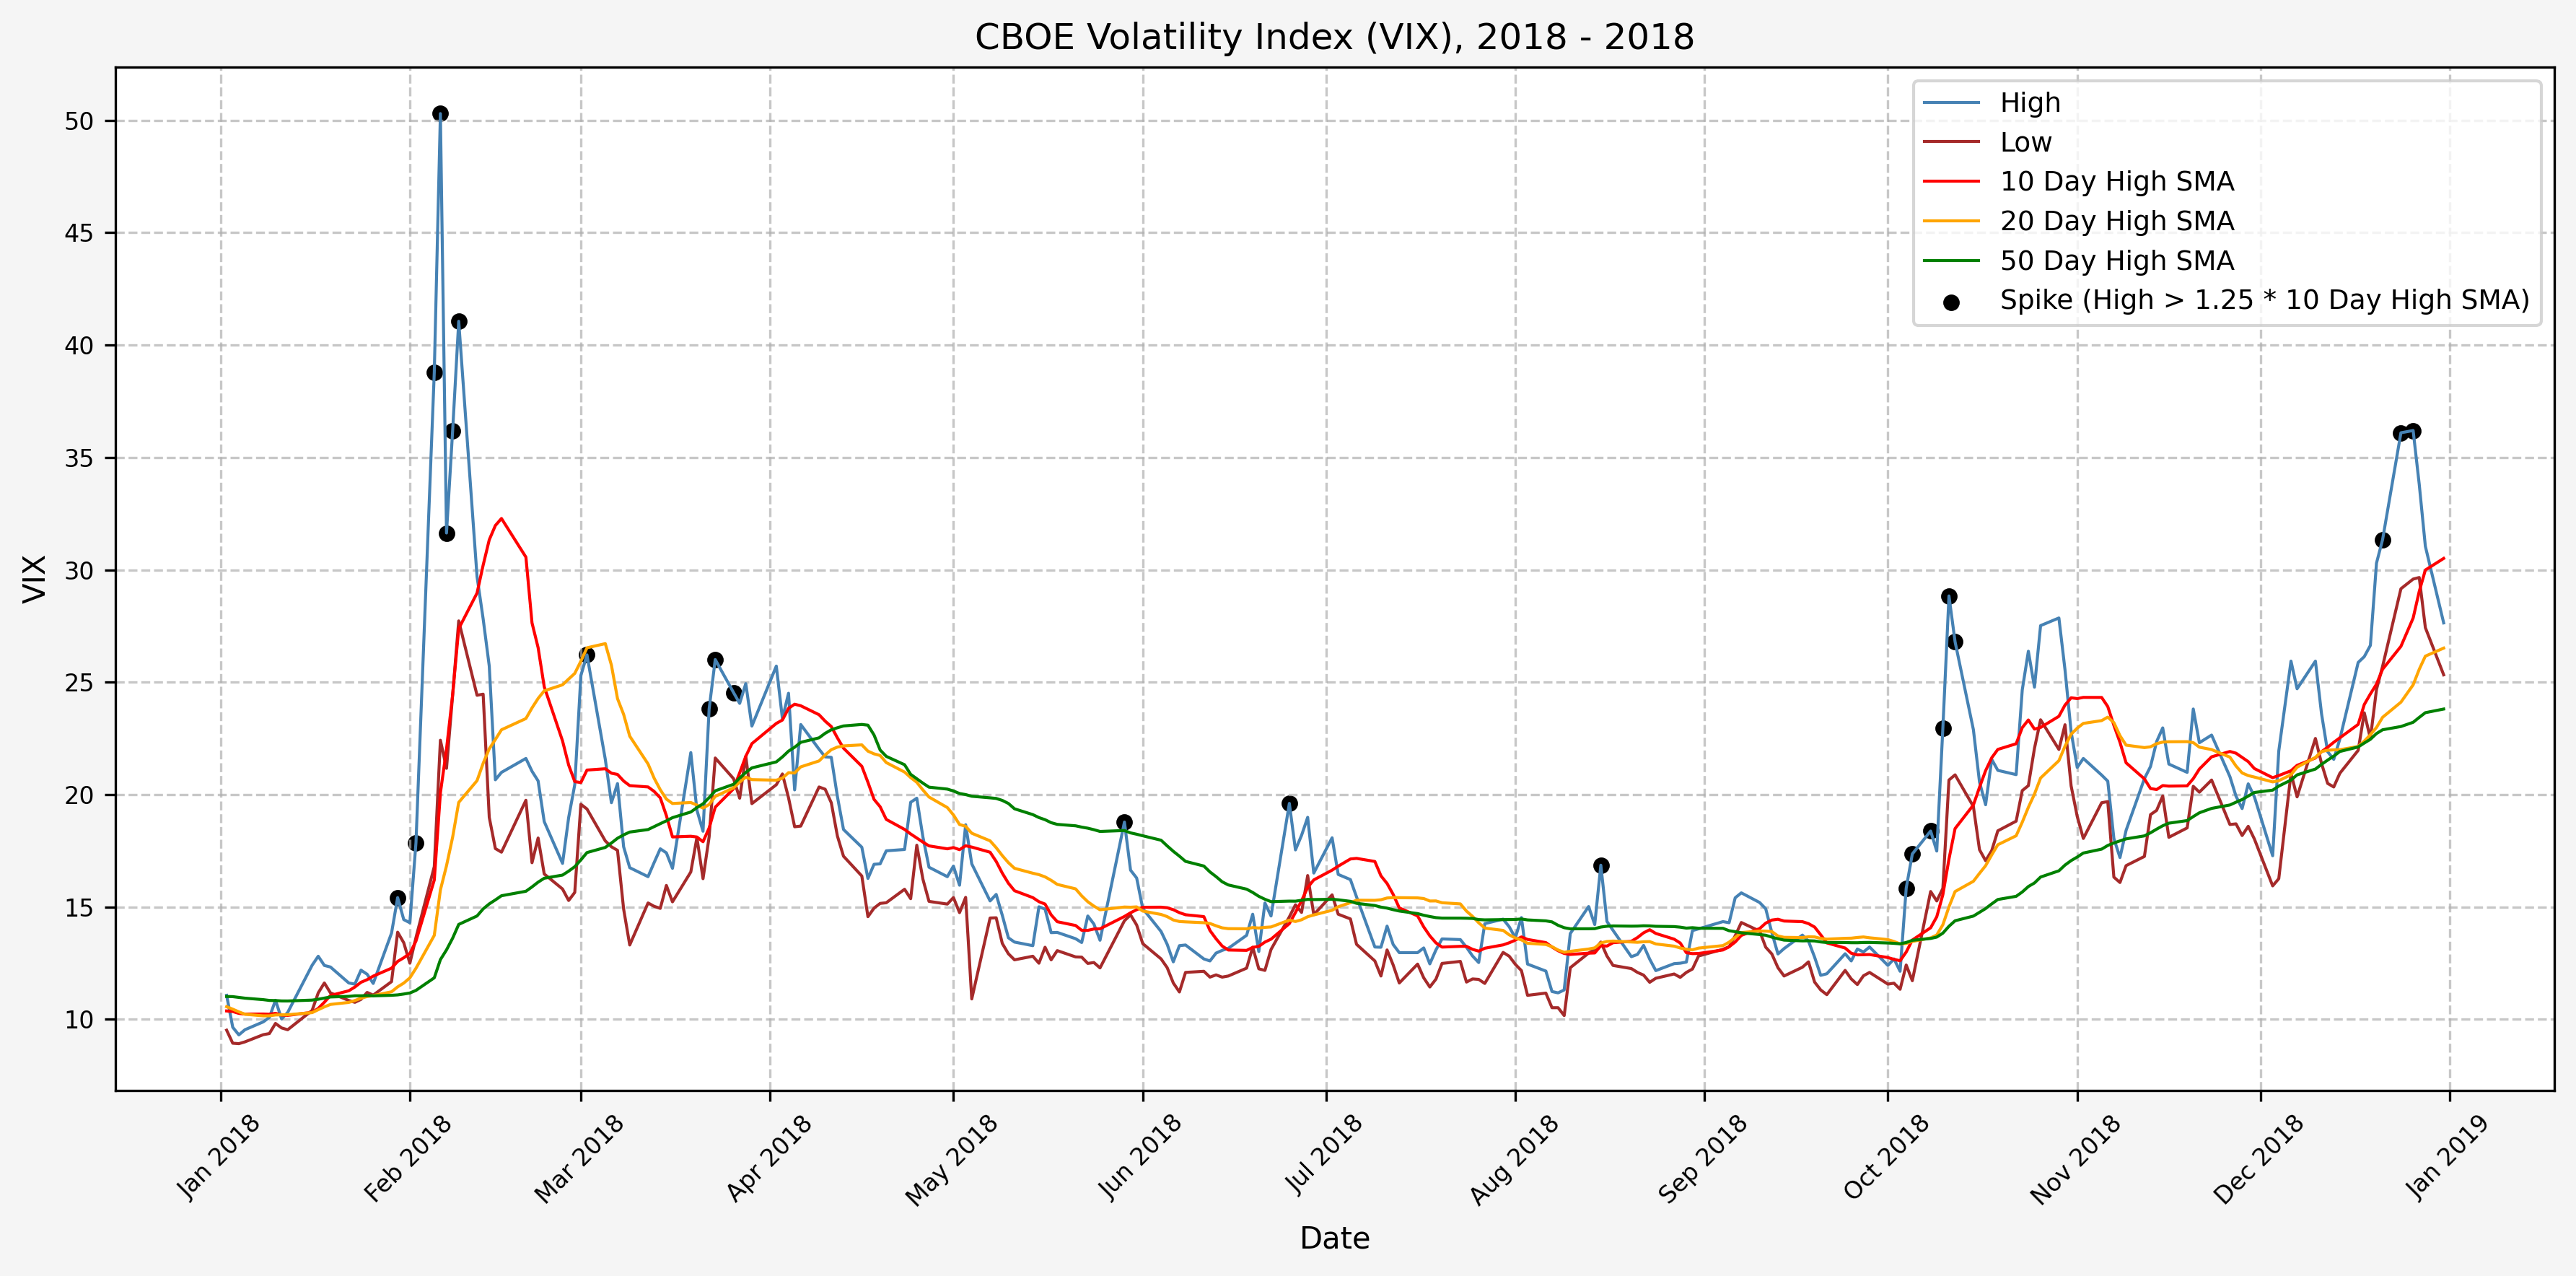 CBOE Volatility Index (VIX), 2018 - 2018
High
Low
10 Day High SMA
20 Day High SMA
50 Day High SMA
Spike (High > 1.25 * 10 Day High SMA)
VIX
50
45
40
35
30
25
20
15
10
Jan 2018
Feb 2018
Mar 2018
Apr 2018
May 2018
Jun 2018
Jul 2018
Aug 2018
Sep 2018
Oct 2018
Nov 2018
Dec 2018
Jan 2019
Date